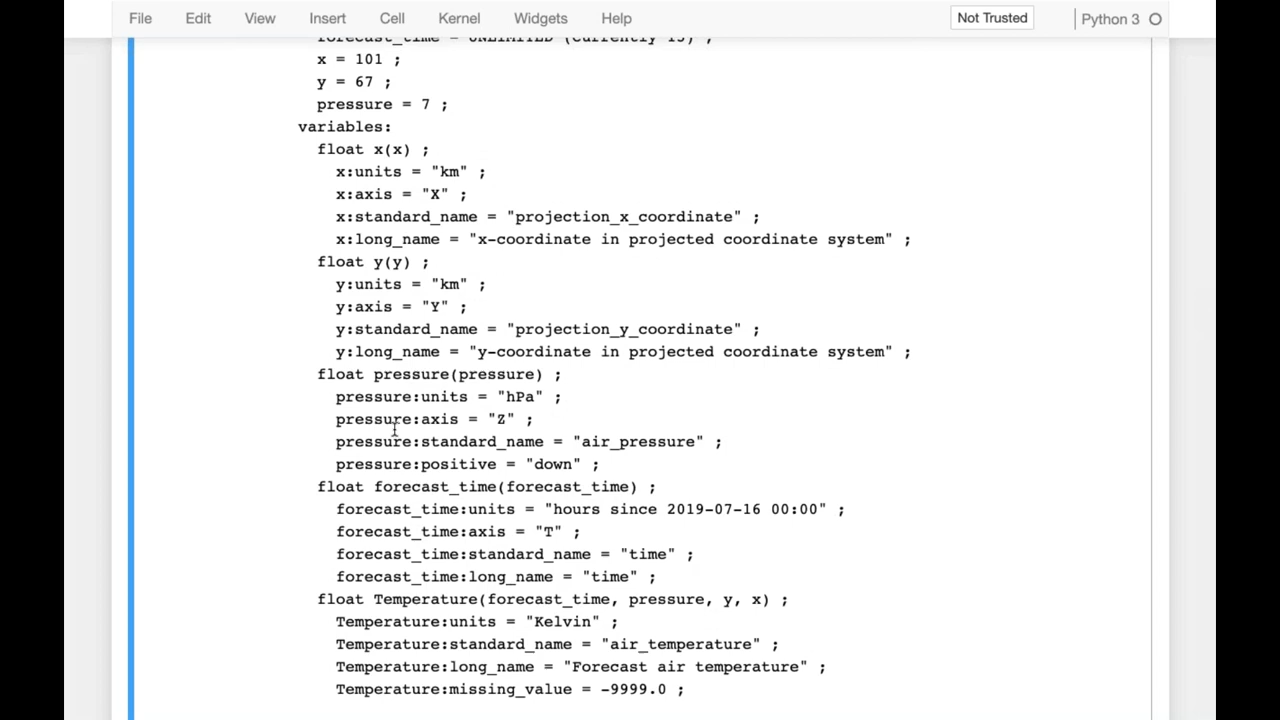 File Edit View Insert Cell Kernel Widgets Help Not Trusted Python 3
forecast_time = UNLIMITED (currently 13) ;
x = 101 ;
y = 67 ;
pressure = 7 ;
variables:
float x(x) ;
x:units = "km" ;
x:axis = "X" ;
x:standard_name = "projection_x_coordinate" ;
x:long_name = "x-coordinate in projected coordinate system" ;
float y(y) ;
y:units = "km" ;
y:axis = "Y" ;
y:standard_name = "projection_y_coordinate" ;
y:long_name = "y-coordinate in projected coordinate system" ;
float pressure(pressure) ;
pressure:units = "hPa" ;
pressure:axis = "Z" ;
pressure:standard_name = "air_pressure" ;
pressure:positive = "down" ;
float forecast_time(forecast_time) ;
forecast_time:units = "hours since 2019-07-16 00:00" ;
forecast_time:axis = "T" ;
forecast_time:standard_name = "time" ;
forecast_time:long_name = "time" ;
float Temperature(forecast_time, pressure, y, x) ;
Temperature:units = "Kelvin" ;
Temperature:standard_name = "air_temperature" ;
Temperature:long_name = "Forecast air temperature" ;
Temperature:missing_value = -9999.0 ;